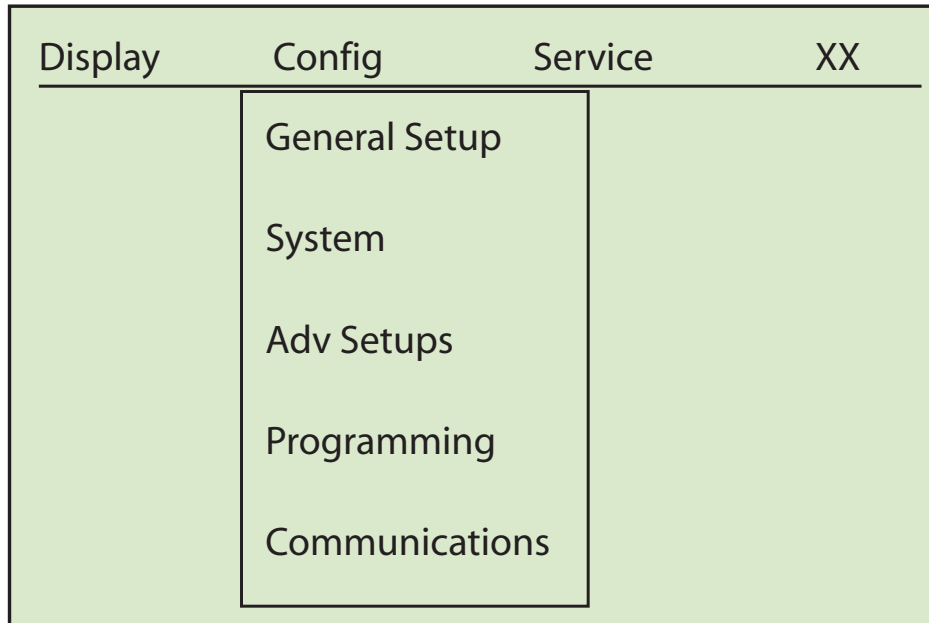 Display Config Service XX
General Setup
System
Adv Setups
Programming
Communications